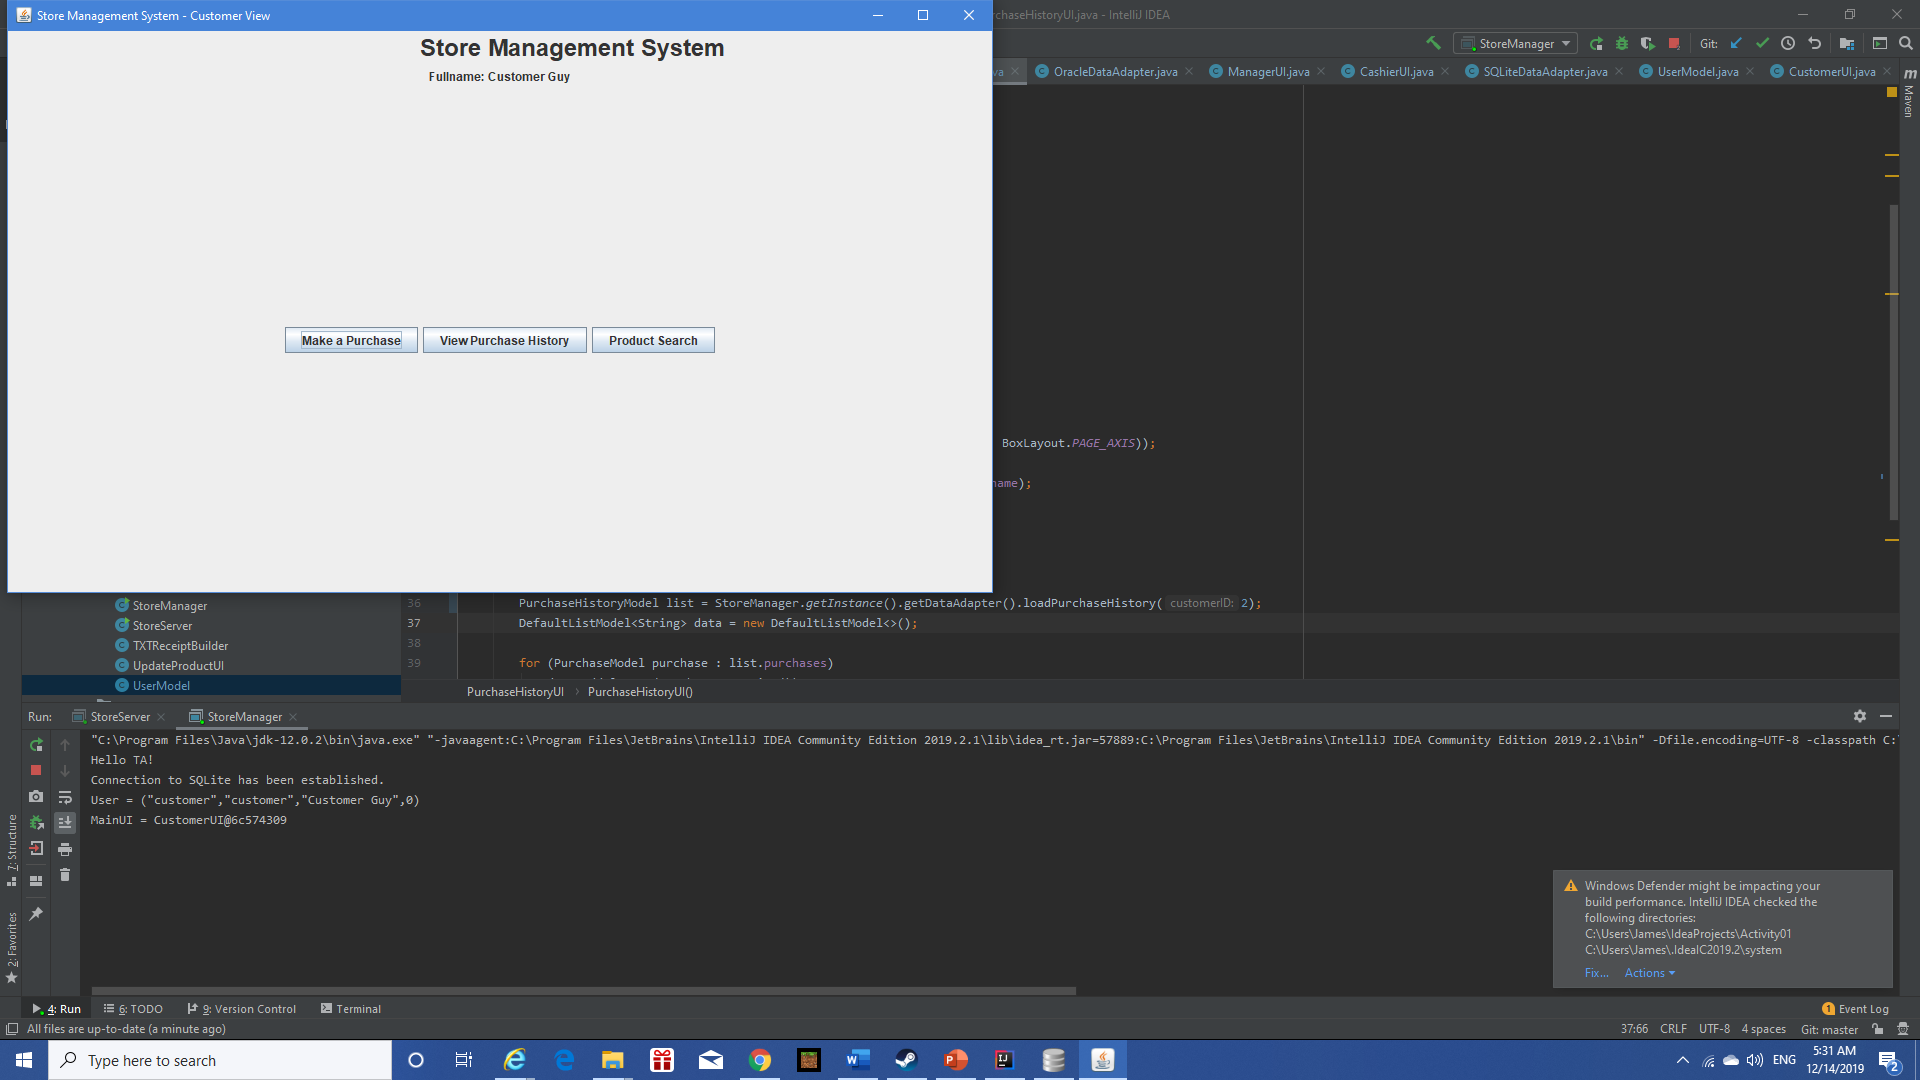 Store Management System - Customer View
Store Management System
Fullname: Customer Guy
Make a Purchase
View Purchase History
Product Search
rchaseHistoryUI.java - IntelliJ IDEA
StoreManager
Git:
va
OracleDataAdapter.java
ManagerUI.java
CashierUI.java
SQLiteDataAdapter.java
UserModel.java
CustomerUI.java
m
Maven
BoxLayout.PAGE_AXIS));
name);
StoreManager
StoreServer
TXTReceiptBuilder
UpdateProductUI
UserModel
36 PurchaseHistoryModel list = StoreManager.getInstance().getDataAdapter().loadPurchaseHistory( customerID: 2);
37 DefaultListModel<String> data = new DefaultListModel<>();
38
39 for (PurchaseModel purchase : list.purchases)
PurchaseHistoryUI › PurchaseHistoryUI()
Run:
StoreServer
StoreManager
"C:\Program Files\Java\jdk-12.0.2\bin\java.exe" "-javaagent:C:\Program Files\JetBrains\IntelliJ IDEA Community Edition 2019.2.1\lib\idea_rt.jar=57889:C:\Program Files\JetBrains\IntelliJ IDEA Community Edition 2019.2.1\bin" -Dfile.encoding=UTF-8 -classpath C:
Hello TA!
Connection to SQLite has been established.
User = ("customer","customer","Customer Guy",0)
MainUI = CustomerUI@6c574309
7: Structure
2: Favorites
Windows Defender might be impacting your
build performance. IntelliJ IDEA checked the
following directories:
C:\Users\James\IdeaProjects\Activity01
C:\Users\James\.IdeaIC2019.2\system
Fix...
Actions
4: Run
6: TODO
9: Version Control
Terminal
1 Event Log
All files are up-to-date (a minute ago)
37:66
CRLF
UTF-8
4 spaces
Git: master
Type here to search
ENG
5:31 AM
12/14/2019
2